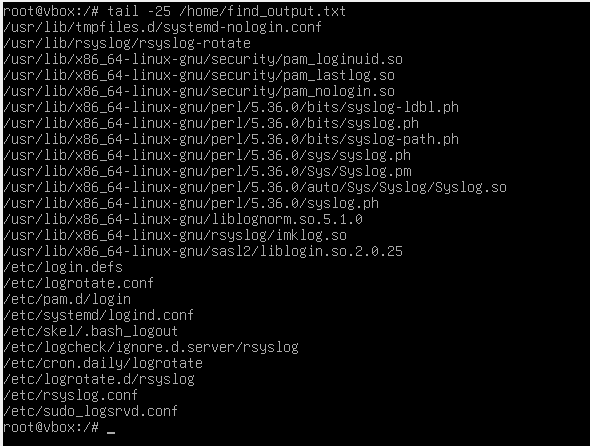 root@vbox:/# tail -25 /home/find_output.txt
/usr/lib/tmpfiles.d/systemd-nologin.conf
/usr/lib/rsyslog/rsyslog-rotate
/usr/lib/x86_64-linux-gnu/security/pam_loginuid.so
/usr/lib/x86_64-linux-gnu/security/pam_lastlog.so
/usr/lib/x86_64-linux-gnu/security/pam_nologin.so
/usr/lib/x86_64-linux-gnu/perl/5.36.0/bits/syslog-ldbl.ph
/usr/lib/x86_64-linux-gnu/perl/5.36.0/bits/syslog.ph
/usr/lib/x86_64-linux-gnu/perl/5.36.0/bits/syslog-path.ph
/usr/lib/x86_64-linux-gnu/perl/5.36.0/Sys/syslog.ph
/usr/lib/x86_64-linux-gnu/perl/5.36.0/Sys/Syslog.pm
/usr/lib/x86_64-linux-gnu/perl/5.36.0/auto/Sys/Syslog/Syslog.so
/usr/lib/x86_64-linux-gnu/perl/5.36.0/syslog.ph
/usr/lib/x86_64-linux-gnu/liblognorm.so.5.1.0
/usr/lib/x86_64-linux-gnu/rsyslog/imklog.so
/usr/lib/x86_64-linux-gnu/sasl2/liblogin.so.2.0.25
/etc/login.defs
/etc/logrotate.conf
/etc/pam.d/login
/etc/systemd/logind.conf
/etc/skel/.bash_logout
/etc/logcheck/ignore.d.server/rsyslog
/etc/cron.daily/logrotate
/etc/logrotate.d/rsyslog
/etc/rsyslog.conf
/etc/sudo_logsrvd.conf
root@vbox:/# _